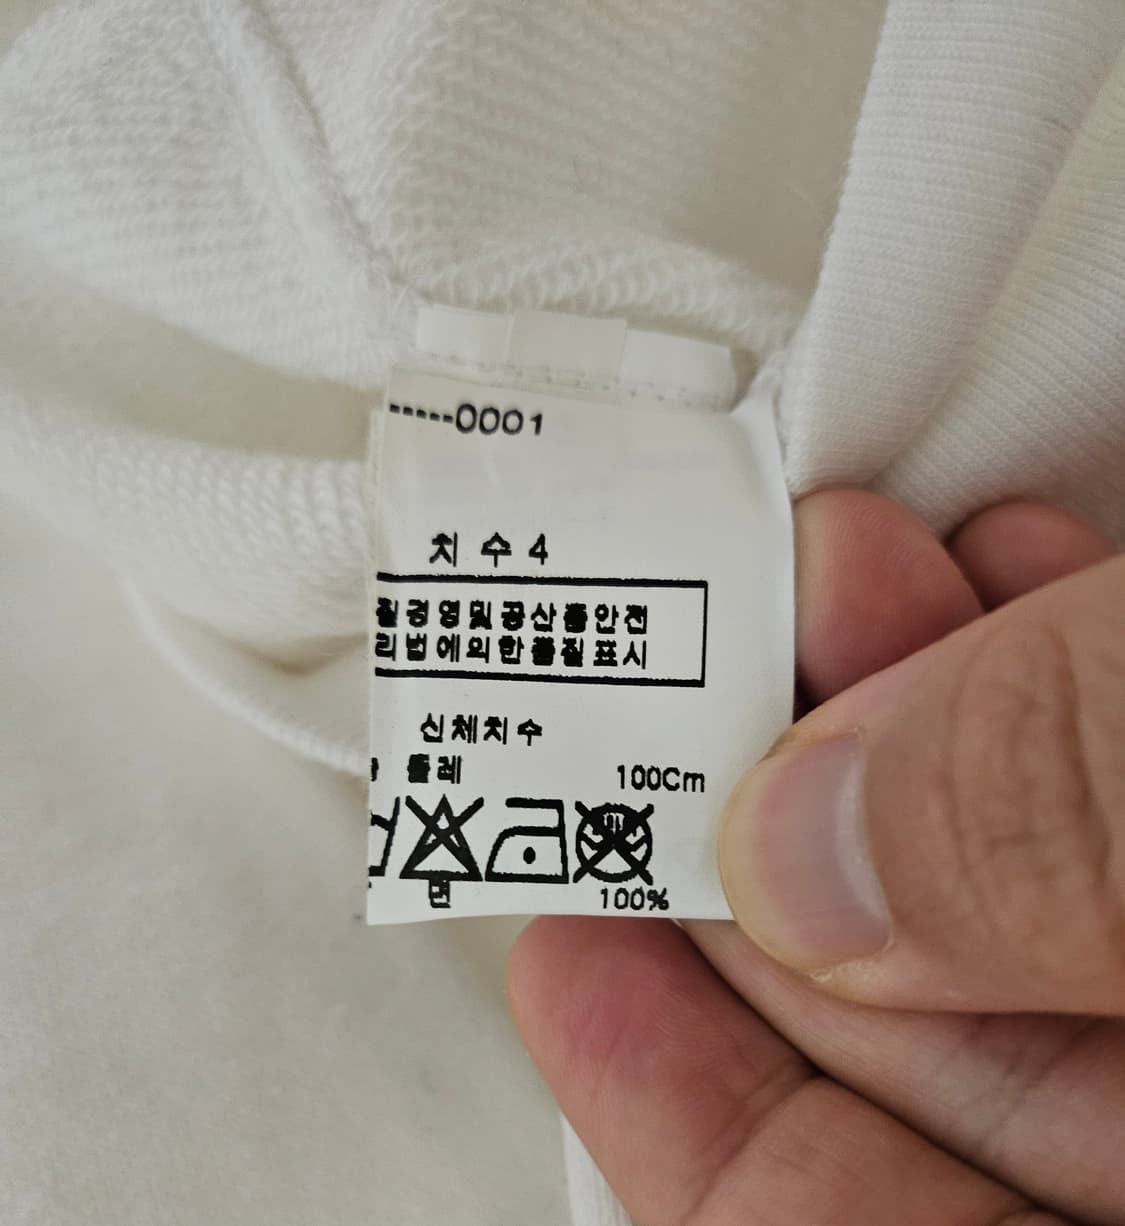 -----0001
치수 4
질경영및공산품안전
리법에의한품질표시
신체치수
둘레 100Cm
면 100%